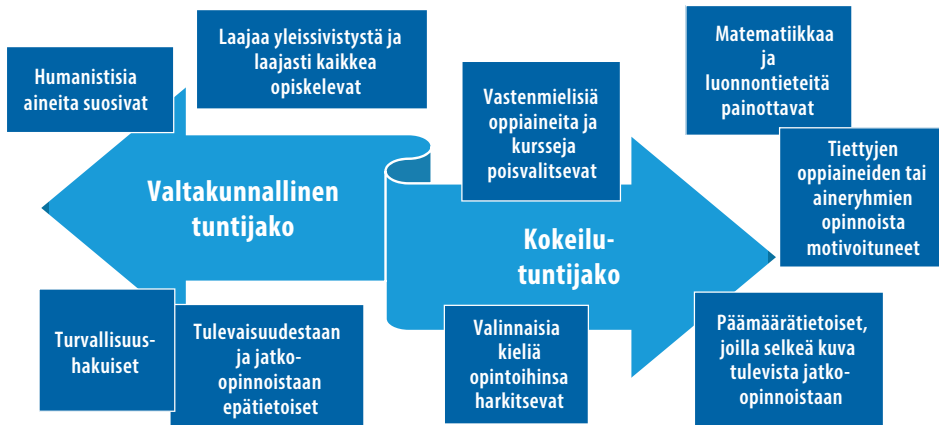 Humanistisia
aineita suosivat
Laajaa yleissivistystä ja
laajasti kaikkea
opiskelevat
Vastenmielisiä
oppiaineita ja
kursseja
poisvalitsevat
Matematiikkaa
ja
luonnontieteitä
painottavat
Tiettyjen
oppiaineiden tai
aineryhmien
opinnoista
motivoituneet
Valtakunnallinen
tuntijako
Kokeilu-
tuntijako
Turvallisuus-
hakuiset
Tulevaisuudestaan
ja jatko-
opinnoistaan
epätietoiset
Valinnaisia
kieliä
opintoihinsa
harkitsevat
Päämäärätietoiset,
joilla selkeä kuva
tulevista jatko-
opinnoistaan